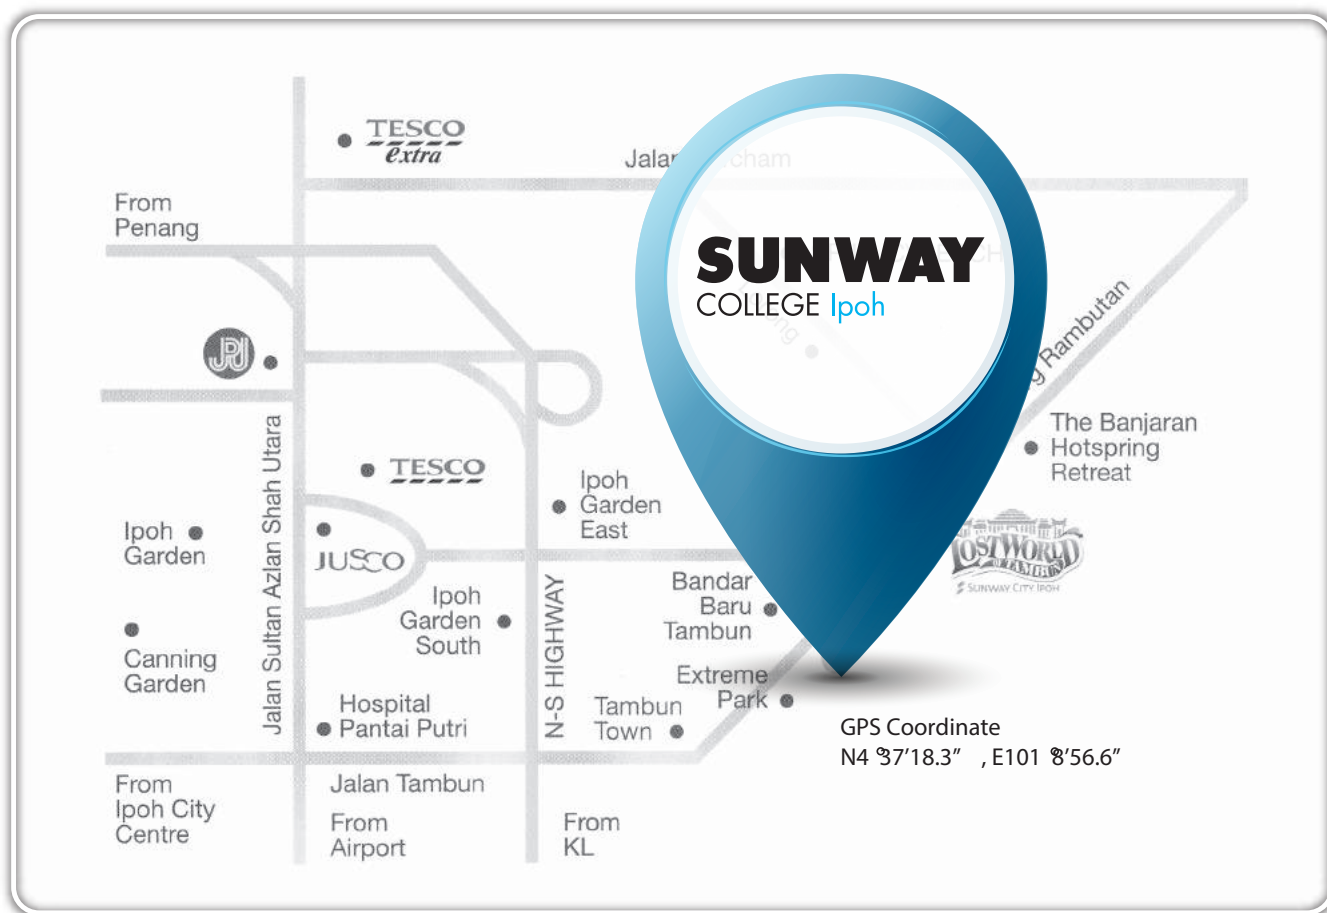 TESCO
extra
From
Penang
SUNWAY
COLLEGE Ipoh
Rambutan
JPJ
The Banjaran
Hotspring
Retreat
Jalan Sultan Azlan Shah Utara
TESCO
Ipoh
Garden
East
Ipoh
Garden
JUSCO
LOST WORLD
OF TAMBUN
SUNWAY CITY IPOH
Bandar
Baru
Tambun
Ipoh
Garden
South
N-S HIGHWAY
Canning
Garden
Extreme
Park
Hospital
Pantai Putri
Tambun
Town
GPS Coordinate
N4 °37’18.3” , E101 °8’56.6”
From
Ipoh City
Centre
Jalan Tambun
From
Airport
From
KL